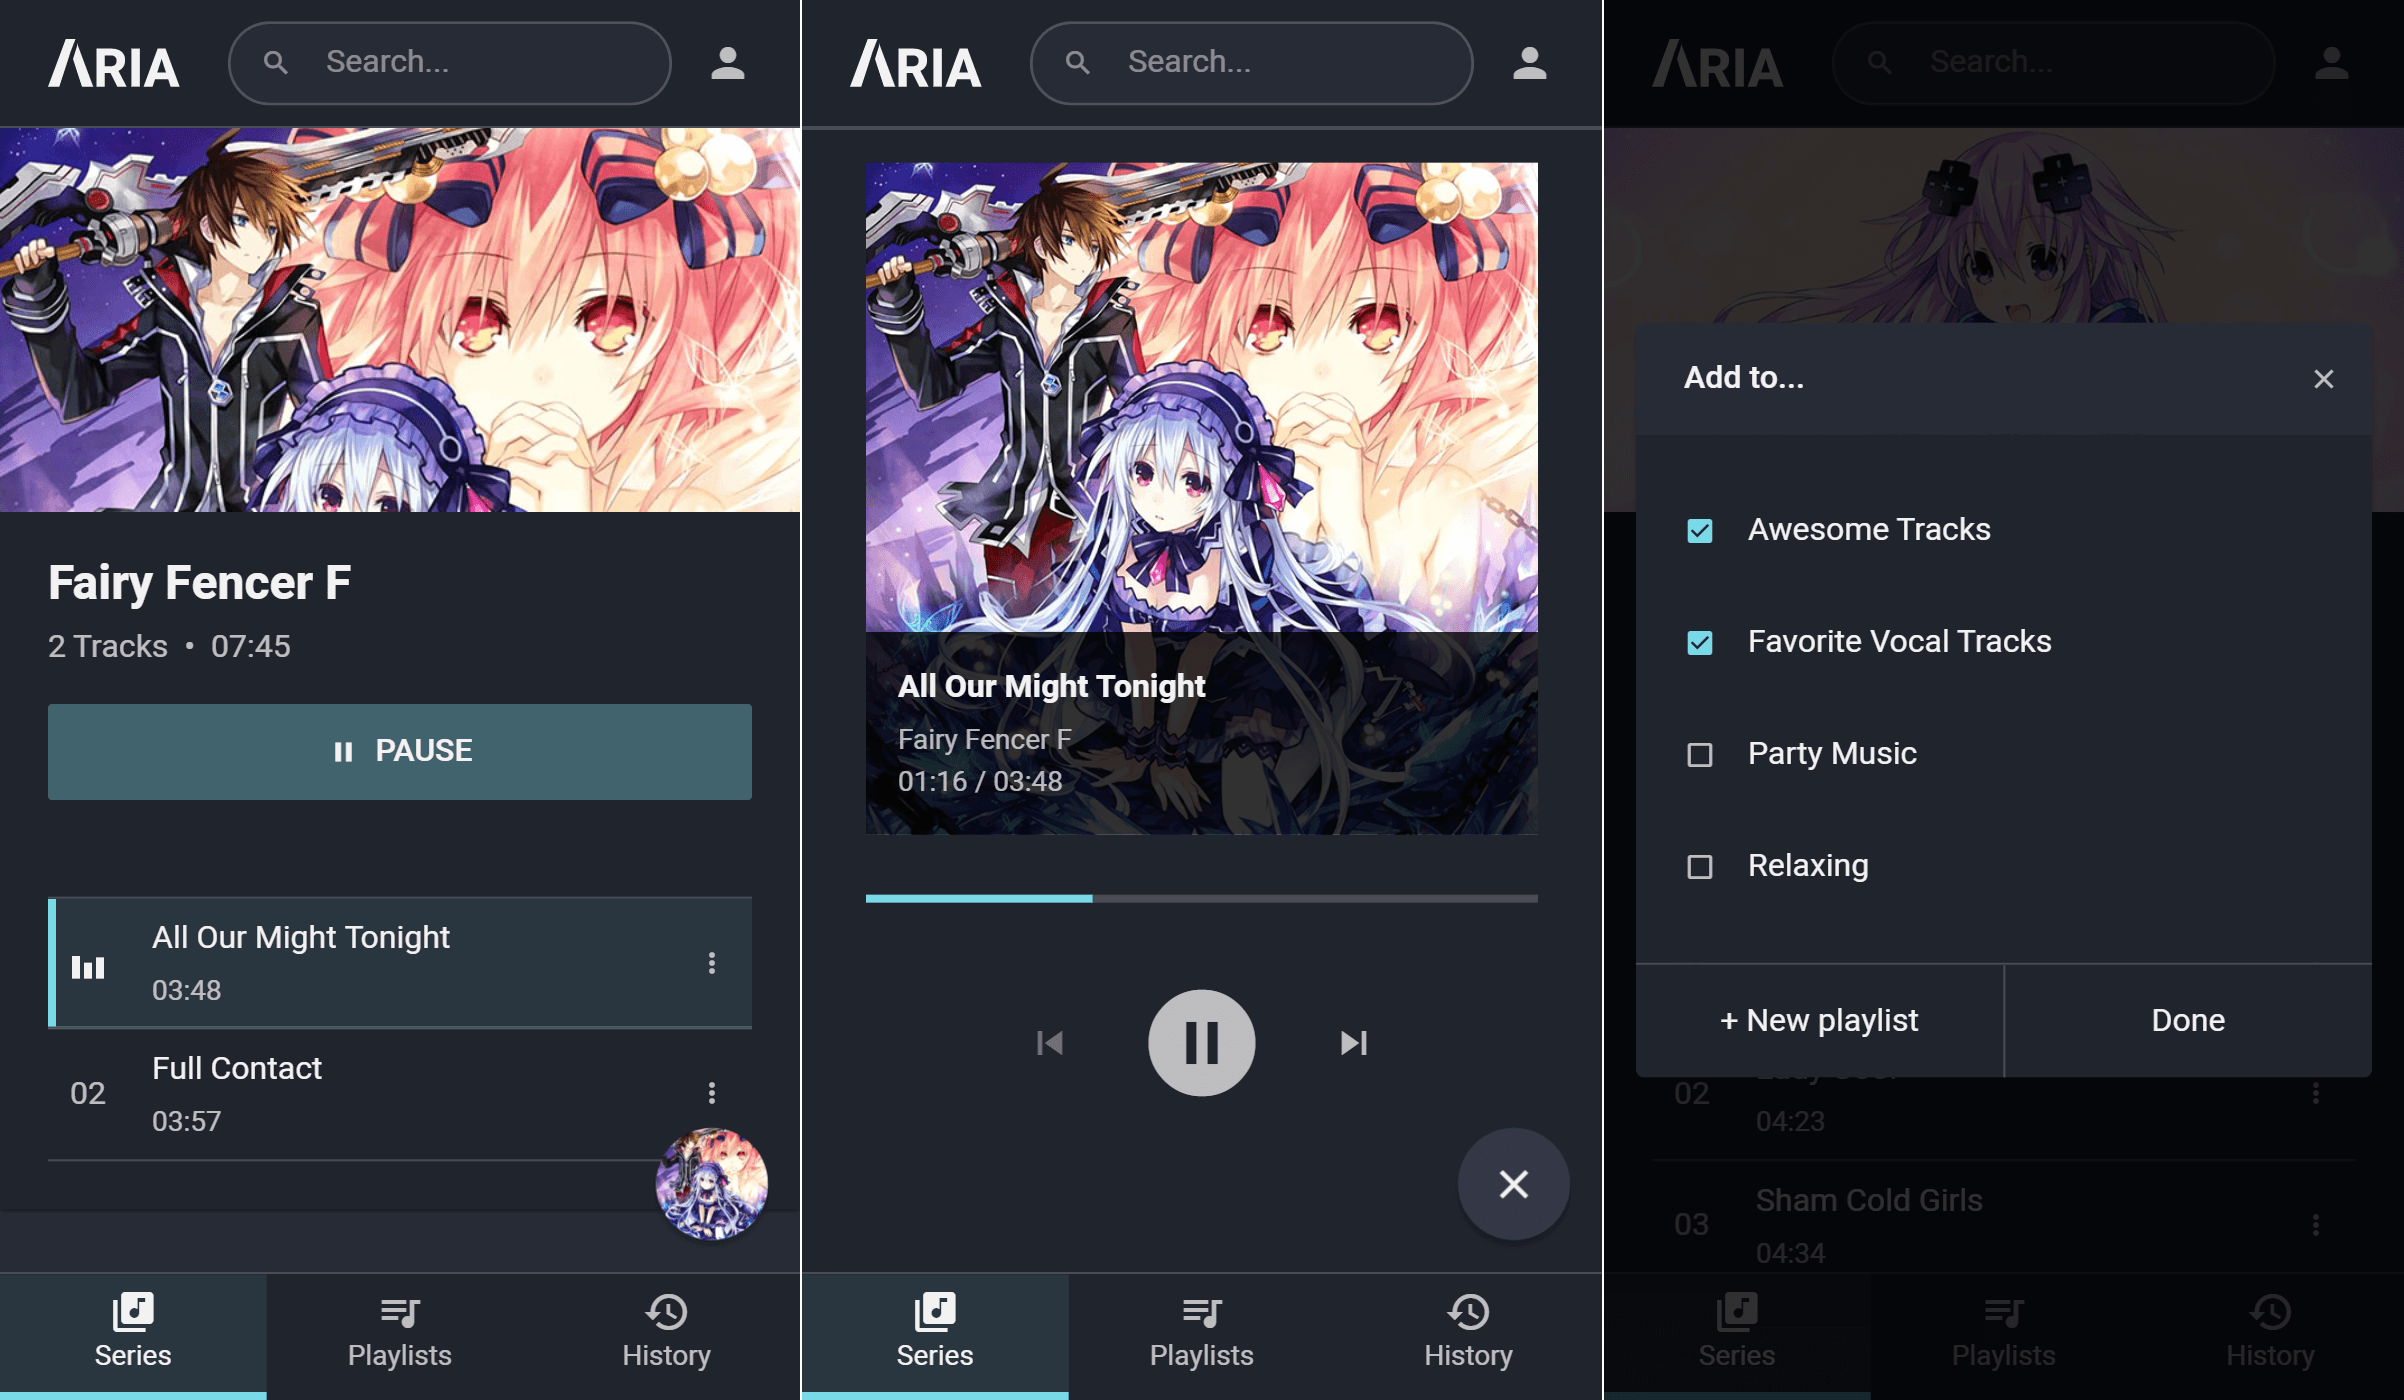 ARIA
Search...
Fairy Fencer F
2 Tracks • 07:45
PAUSE
All Our Might Tonight
03:48
02
Full Contact
03:57
Series
Playlists
History
ARIA
Search...
All Our Might Tonight
Fairy Fencer F
01:16 / 03:48
Series
Playlists
History
ARIA
Search...
Add to...
Awesome Tracks
Favorite Vocal Tracks
Party Music
Relaxing
+ New playlist
Done
02
04:23
03
Sham Cold Girls
04:34
Series
Playlists
History